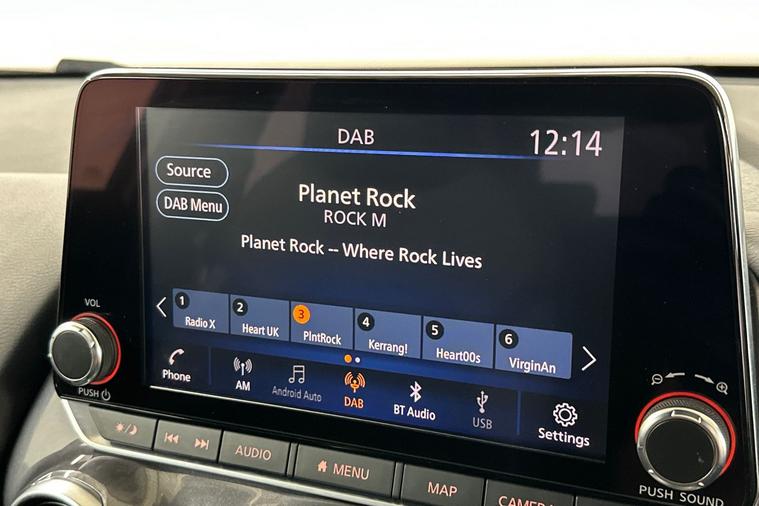 DAB
12:14
Source
DAB Menu
Planet Rock
ROCK M
Planet Rock -- Where Rock Lives
1 Radio X
2 Heart UK
3 PlntRock
4 Kerrang!
5 Heart00s
6 VirginAn
Phone
AM
Android Auto
DAB
BT Audio
USB
Settings
VOL
PUSH
PUSH SOUND
AUDIO
MENU
MAP
CAMERA